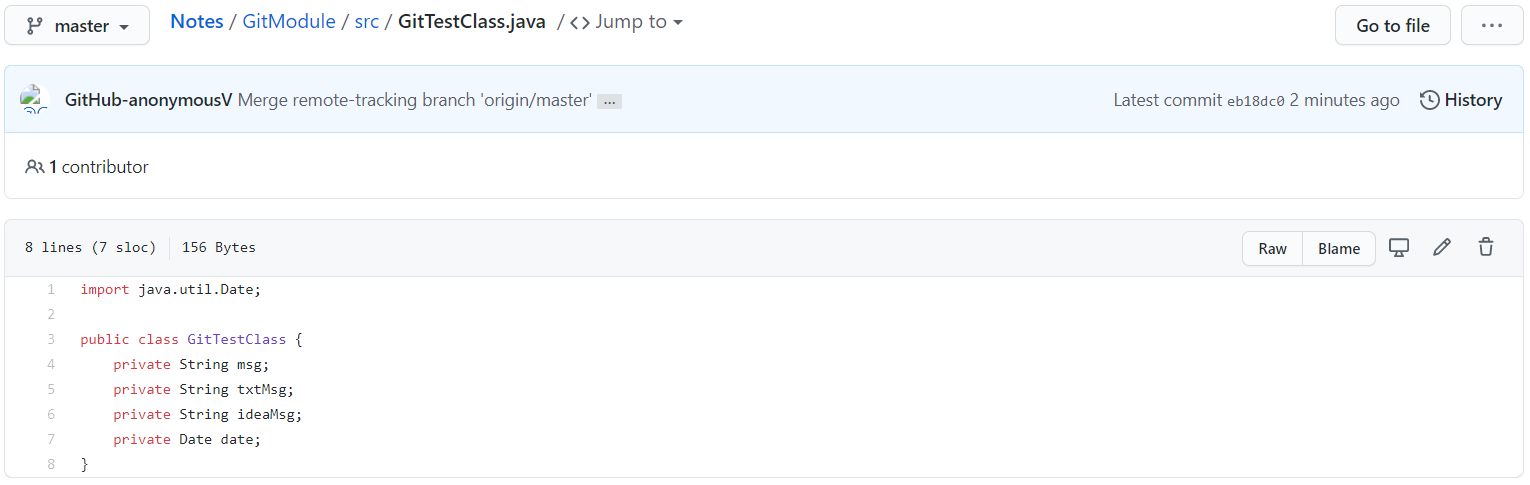 master Notes / GitModule / src / GitTestClass.java / <> Jump to Go to file ...
GitHub-anonymousV Merge remote-tracking branch 'origin/master' ... Latest commit eb18dc0 2 minutes ago History
1 contributor
8 lines (7 sloc) 156 Bytes Raw Blame
1 import java.util.Date;
2
3 public class GitTestClass {
4 private String msg;
5 private String txtMsg;
6 private String ideaMsg;
7 private Date date;
8 }